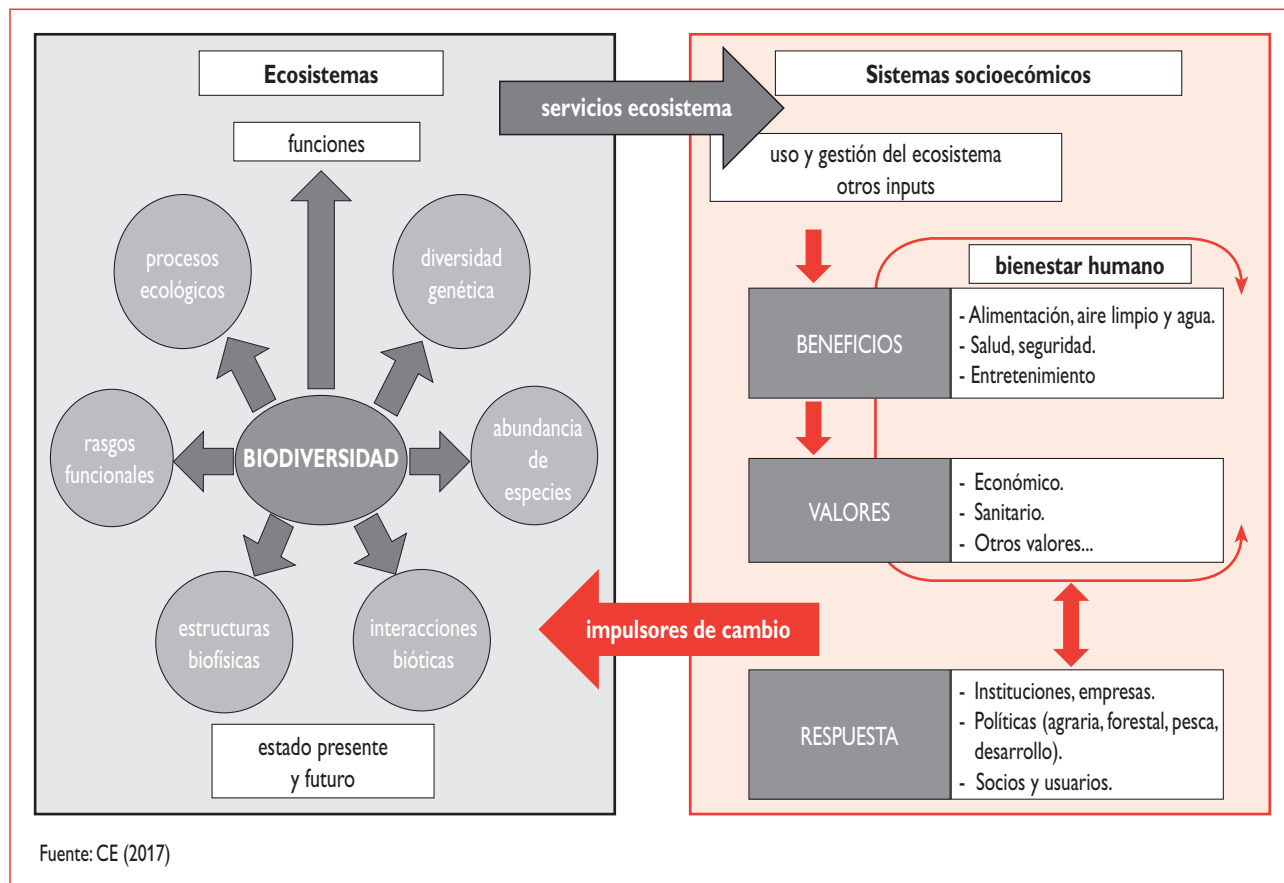 Ecosistemas
funciones
procesos
ecológicos
diversidad
genética
rasgos
funcionales
BIODIVERSIDAD
abundancia
de
especies
estructuras
biofísicas
interacciones
bióticas
estado presente
y futuro
servicios ecosistema
impulsores de cambio
Sistemas socioecómicos
uso y gestión del ecosistema
otros inputs
bienestar humano
BENEFICIOS
- Alimentación, aire limpio y agua.
- Salud, seguridad.
- Entretenimiento
VALORES
- Económico.
- Sanitario.
- Otros valores...
RESPUESTA
- Instituciones, empresas.
- Políticas (agraria, forestal, pesca,
desarrollo).
- Socios y usuarios.
Fuente: CE (2017)